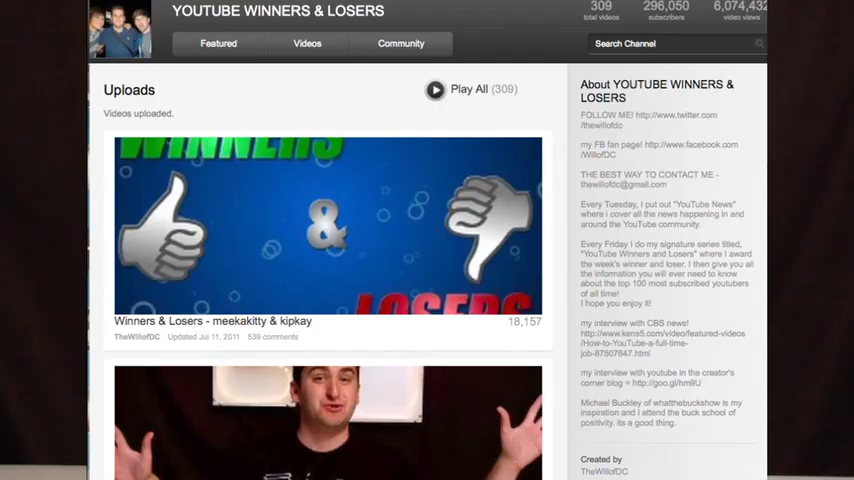 YOUTUBE WINNERS & LOSERS
309
296,050
6,074,432
total videos
subscribers
video views
Featured
Videos
Community
Search Channel
Uploads
Play All (309)
Videos uploaded.
WINNERS
&
LOSERS
Winners & Losers - meekakitty & kipkay
18,157
TheWillofDC Updated Jul 11, 2011 539 comments
About YOUTUBE WINNERS &
LOSERS
FOLLOW ME! http://www.twitter.com
/thewillofdc
my FB fan page! http://www.facebook.com
/WillofDC
THE BEST WAY TO CONTACT ME -
thewillofdc@gmail.com
Every Tuesday, I put out "YouTube News"
where i cover all the news happening in and
around the YouTube community.
Every Friday I do my signature series titled,
"YouTube Winners and Losers" where I award
the week's winner and loser. I then give you all
the information you will ever need to know
about the top 100 most subscribed youtubers
of all time!
I hope you enjoy it!
my interview with CBS news!
http://www.kens5.com/video/featured-videos
/How-to-YouTube-a-full-time-
job-87507647.html
my interview with youtube in the creator's
corner blog = http://goo.gl/hm9U
Michael Buckley of whatthebuckshow is my
inspiration and i attend the buck school of
positivity. its a good thing.
Created by
TheWillofDC